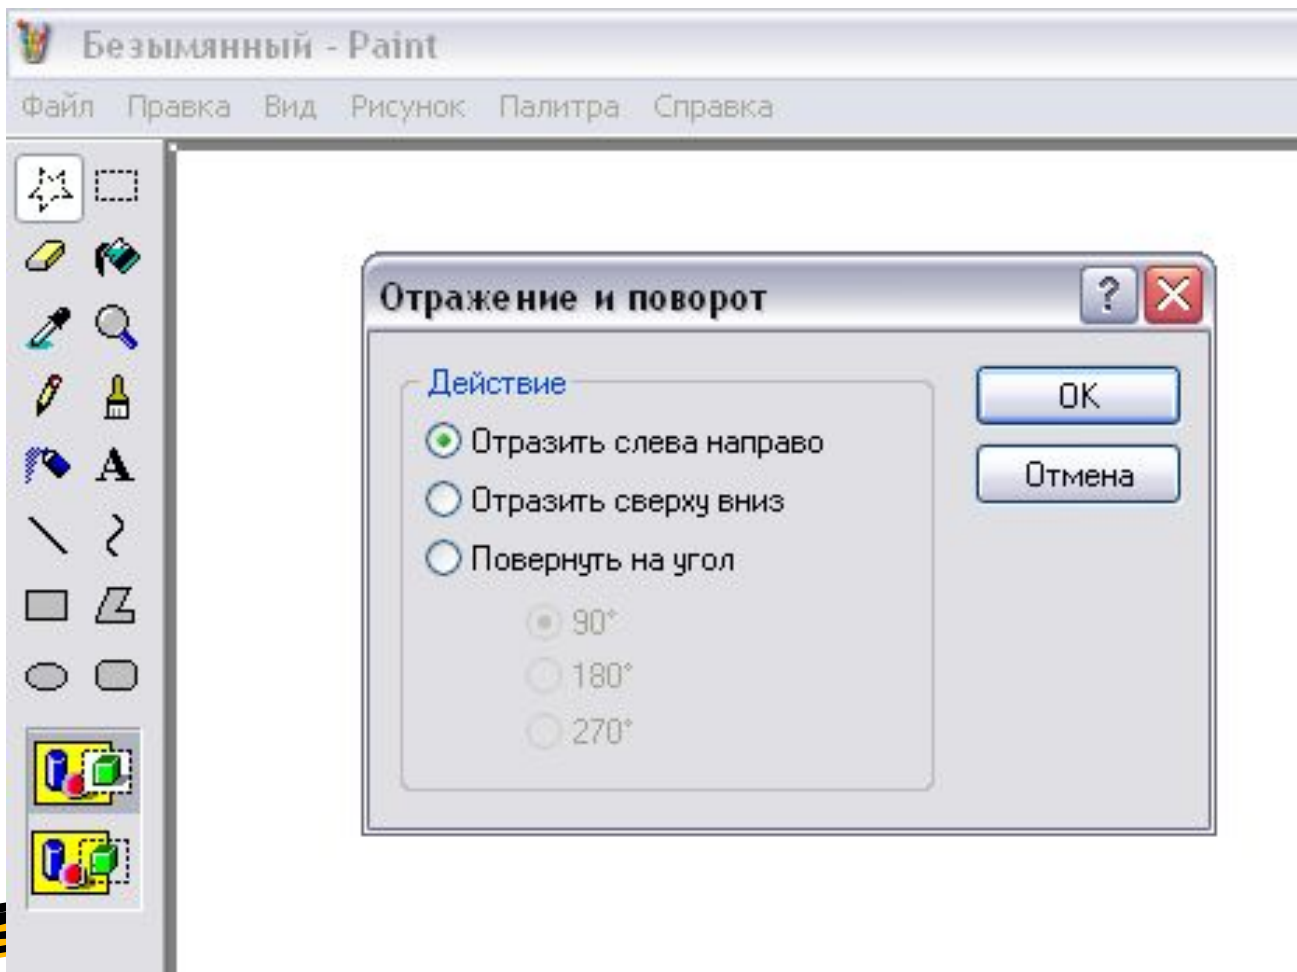 Безымянный - Paint
Файл Правка Вид Рисунок Палитра Справка
A
Отражение и поворот
?
Действие
Отразить слева направо
Отразить сверху вниз
Повернуть на угол
90°
180°
270°
OK
Отмена